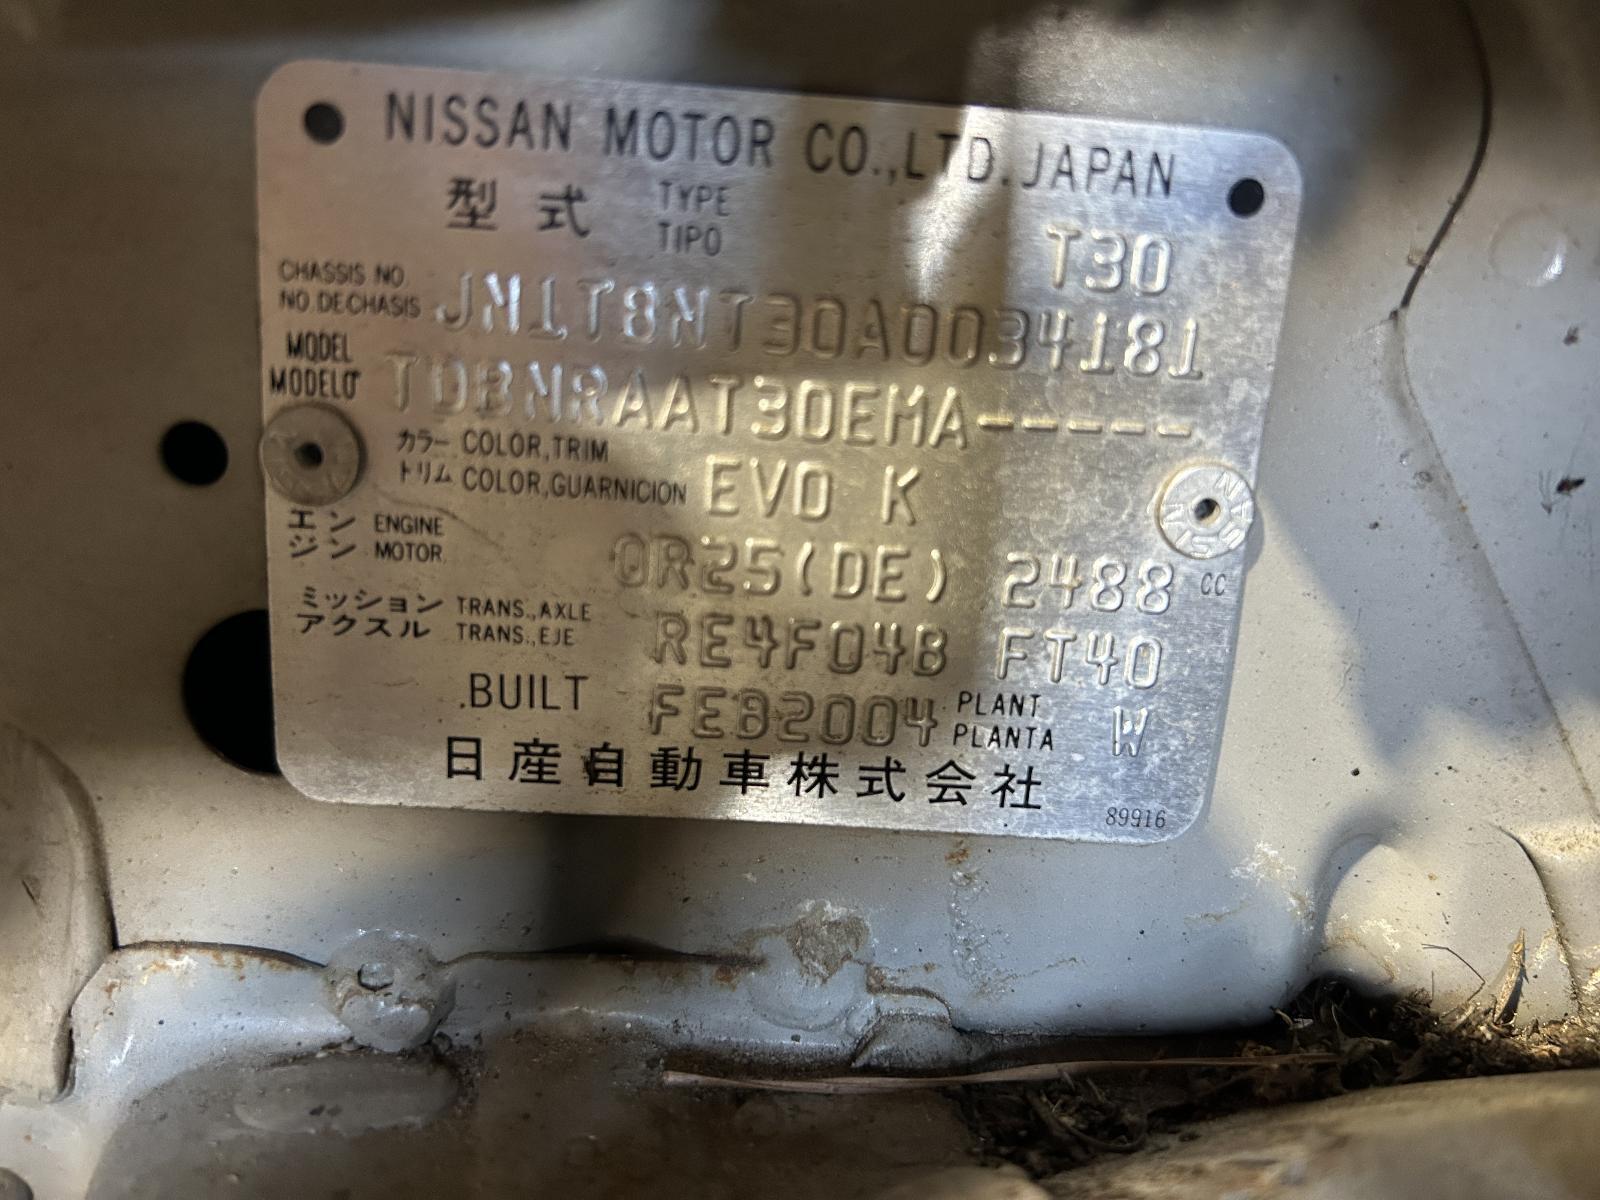 NISSAN MOTOR CO.,LTD. JAPAN
型式 TYPE
TIPO
T30
CHASSIS NO.
NO. DE CHASIS
JN1T8NT30A0034181
MODEL
MODELO
TDBNRAAT30EMA-----
カラー COLOR, TRIM
トリム COLOR, GUARNICION
EV0 K
エンジン ENGINE
MOTOR
QR25(DE) 2488 CC
ミッション TRANS., AXLE
アクスル TRANS., EJE
RE4F04B FT40
BUILT FEB2004 PLANT
PLANTA
W
日産自動車株式会社
89916